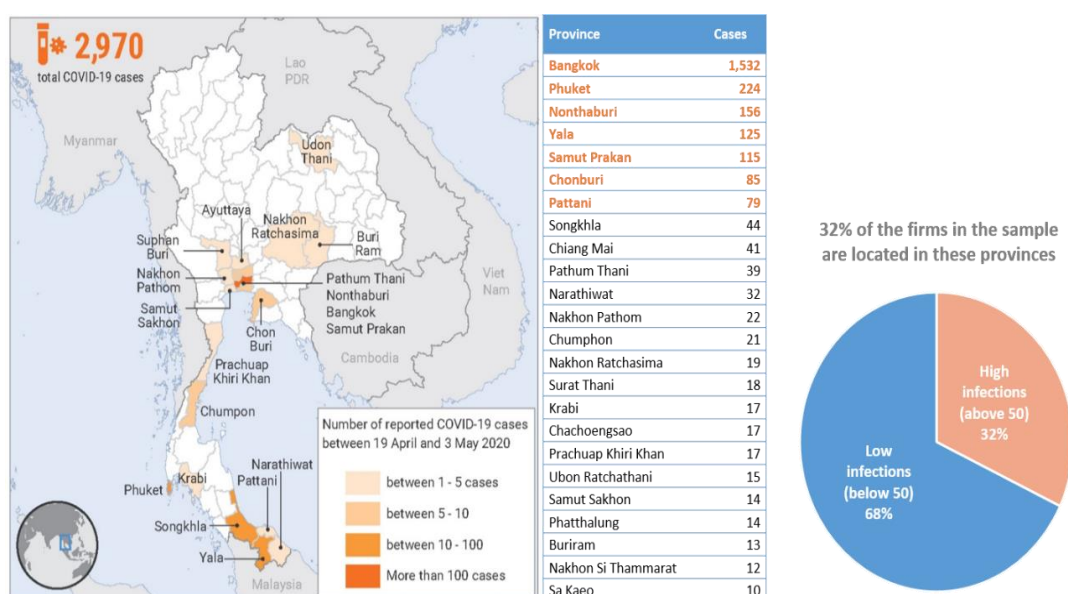 2,970
total COVID-19 cases
Lao
PDR
Myanmar
Udon
Thani
Ayuttaya
Nakhon
Ratchasima
Suphan
Buri
Buri
Ram
Nakhon
Pathom
Pathum Thani
Nonthaburi
Bangkok
Samut Prakan
Viet
Nam
Samut
Sakhon
Chon
Buri
Cambodia
Prachuap
Khiri Khan
Chumpon
Krabi
Phuket
Narathiwat
Pattani
Songkhla
Yala
Malaysia
Number of reported COVID-19 cases
between 19 April and 3 May 2020
between 1 - 5 cases
between 5 - 10
between 10 - 100
More than 100 cases
Province Cases
Bangkok 1,532
Phuket 224
Nonthaburi 156
Yala 125
Samut Prakan 115
Chonburi 85
Pattani 79
Songkhla 44
Chiang Mai 41
Pathum Thani 39
Narathiwat 32
Nakhon Pathom 22
Chumphon 21
Nakhon Ratchasima 19
Surat Thani 18
Krabi 17
Chachoengsao 17
Prachuap Khiri Khan 17
Ubon Ratchathani 15
Samut Sakhon 14
Phatthalung 14
Buriram 13
Nakhon Si Thammarat 12
Sa Kaeo 10
32% of the firms in the sample
are located in these provinces
High
infections
(above 50)
32%
Low
infections
(below 50)
68%